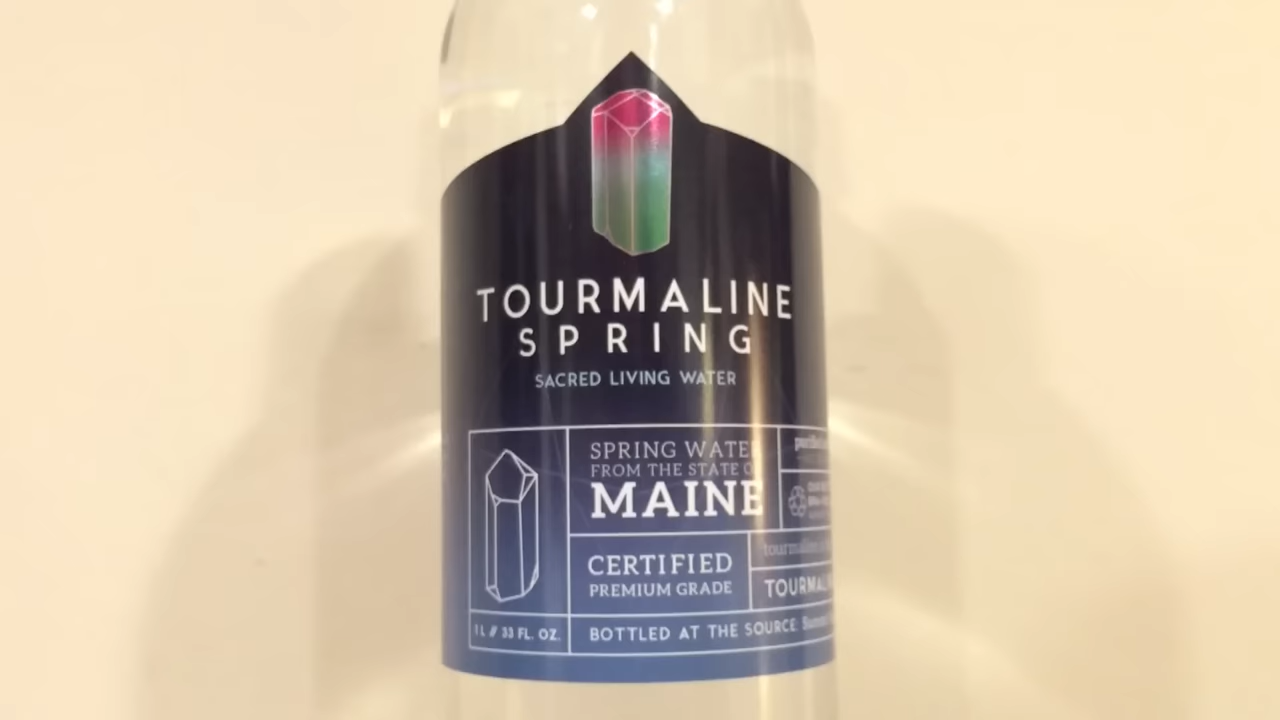 TOURMALINE
SPRING
SACRED LIVING WATER
SPRING WATER
FROM THE STATE OF
MAINE
CERTIFIED
PREMIUM GRADE
TOURMAL
1 L // 33 FL. OZ.
BOTTLED AT THE SOURCE: